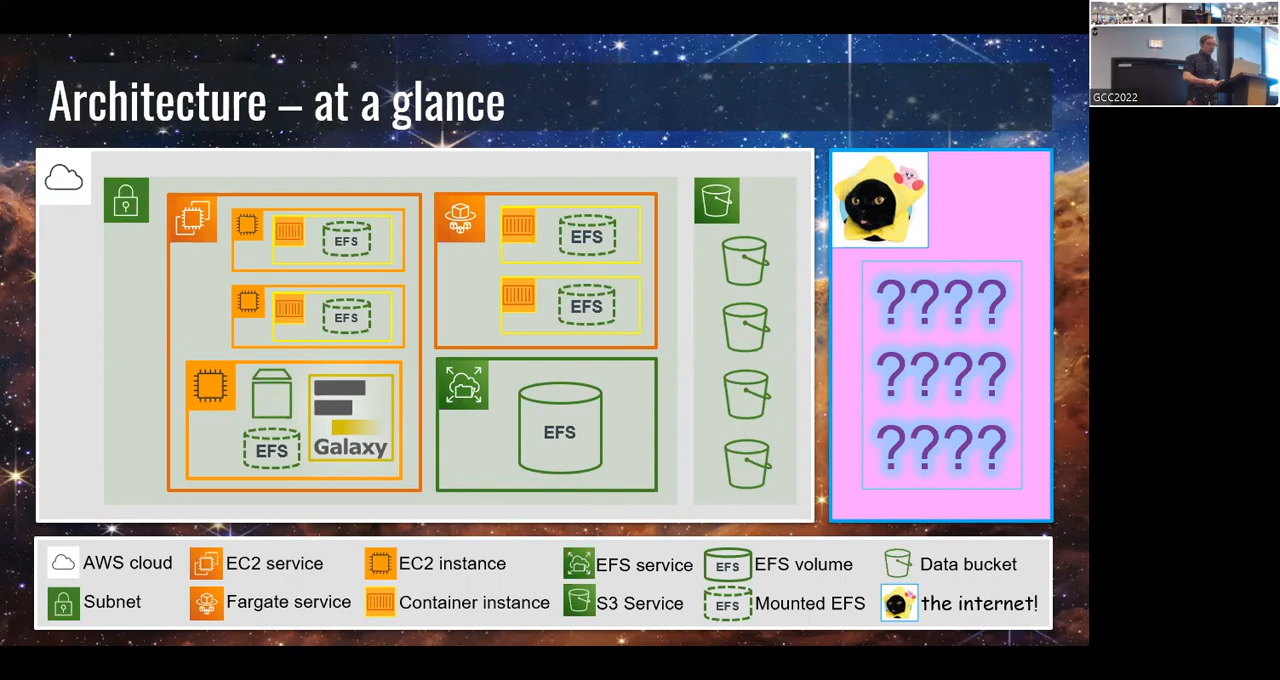 Architecture – at a glance
GCC2022
EFS
EFS
EFS
EFS
EFS
Galaxy
EFS
????
????
????
AWS cloud
EC2 service
EC2 instance
EFS service
EFS
EFS volume
Data bucket
Subnet
Fargate service
Container instance
S3 Service
EFS
Mounted EFS
the internet!